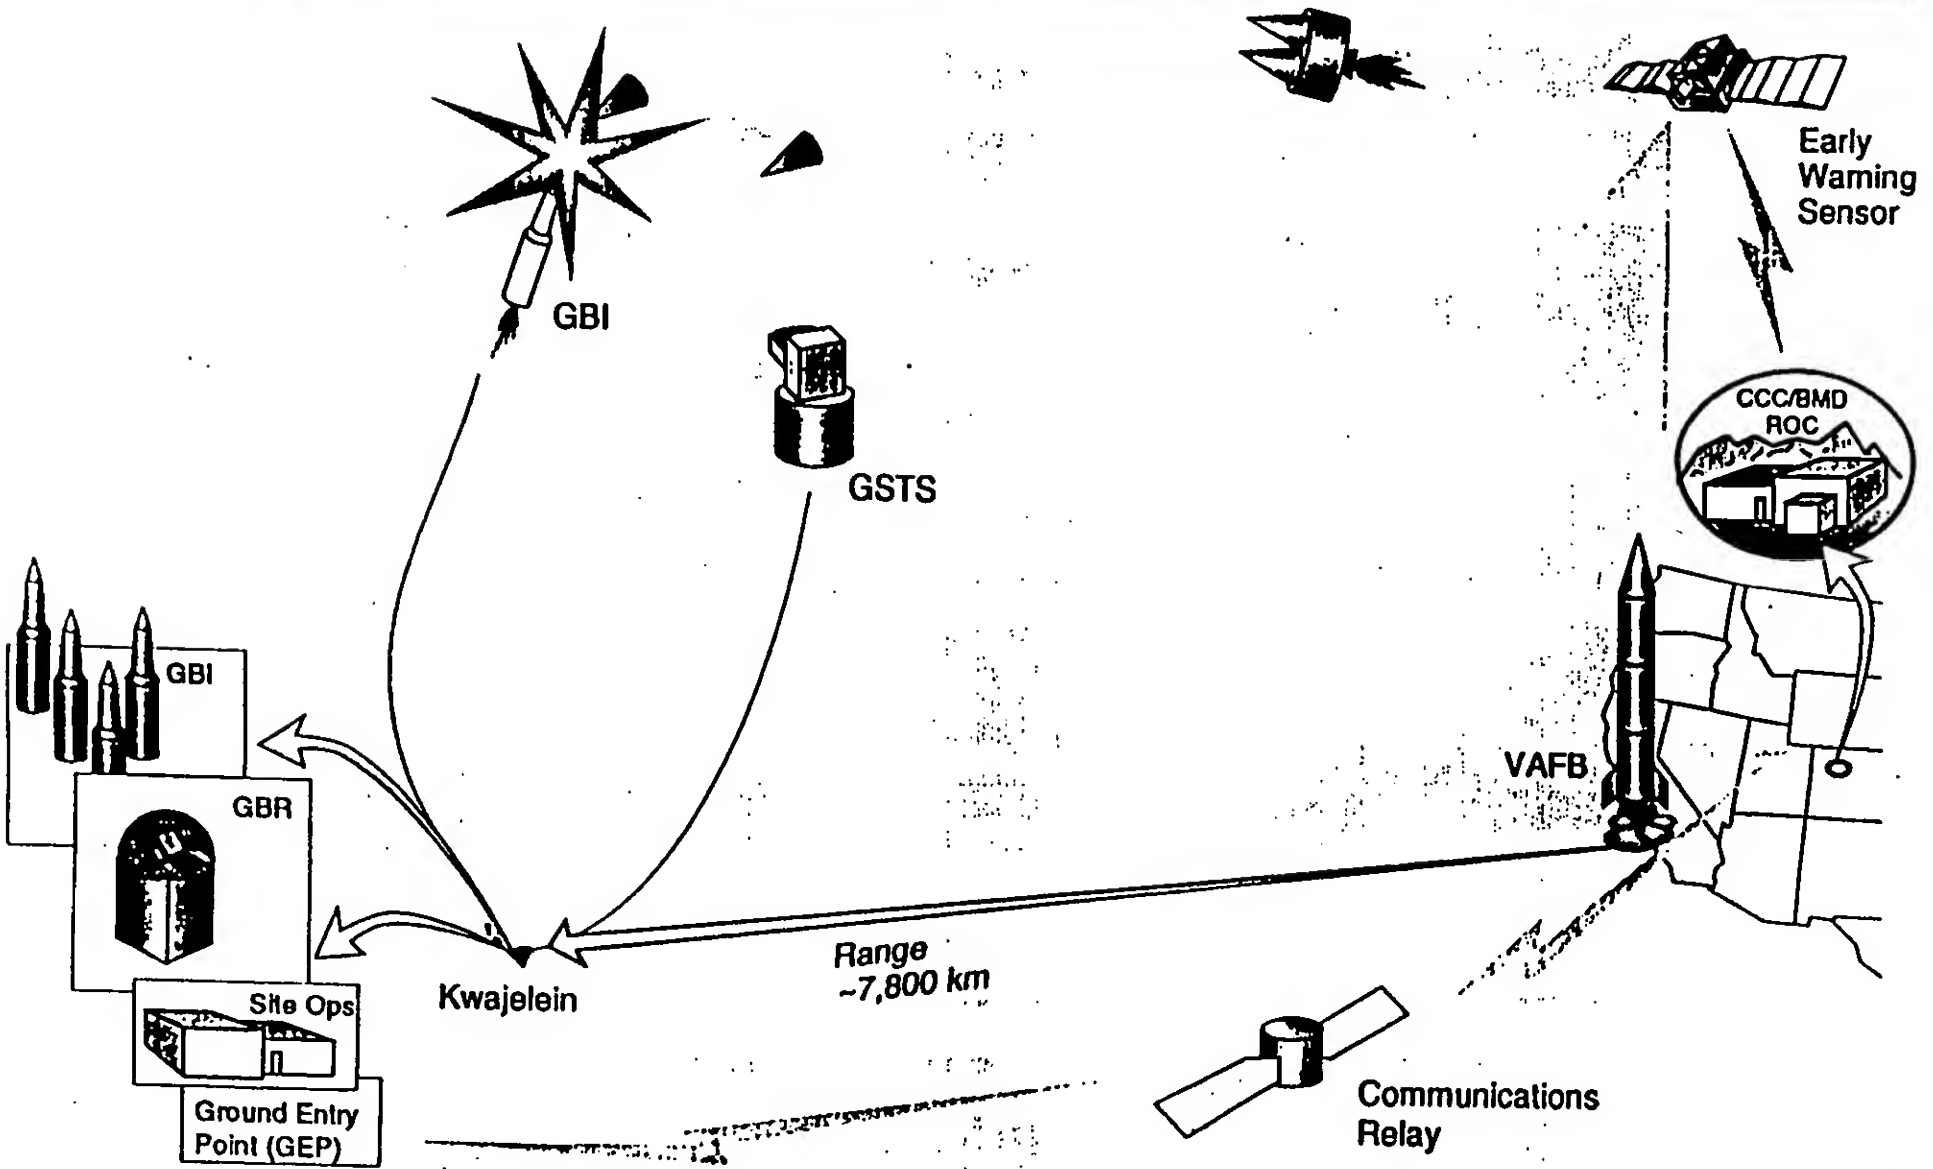 Early
Warning
Sensor
GBI
CCC/BMD
ROC
GSTS
GBI
VAFB
GBR
Range
~7,800 km
Kwajelein
Site Ops
Communications
Relay
Ground Entry
Point (GEP)